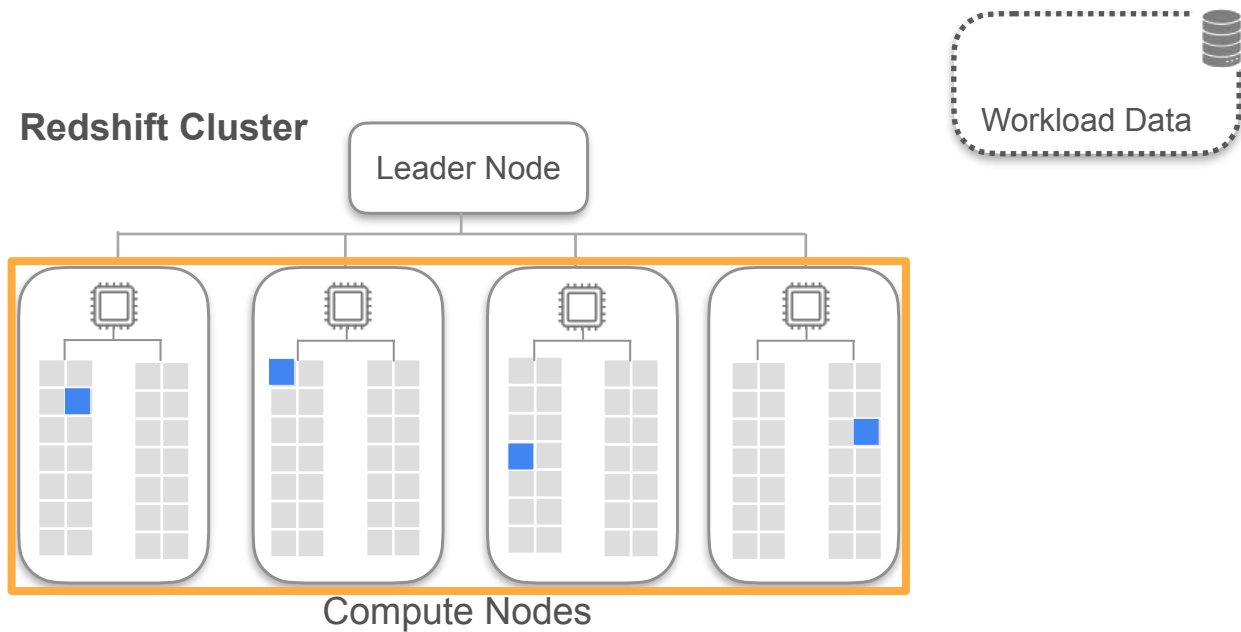 Workload Data
Redshift Cluster
Leader Node
Compute Nodes